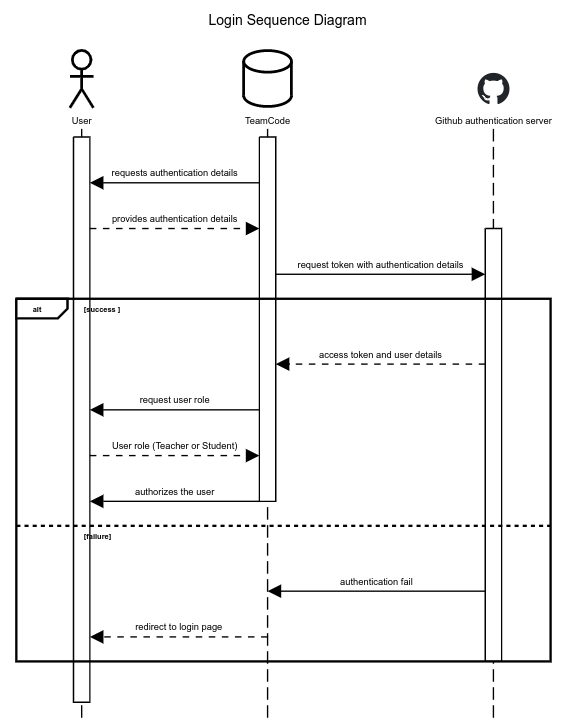 Login Sequence Diagram
User
TeamCode
Github authentication server
requests authentication details
provides authentication details
request token with authentication details
alt
[success ]
access token and user details
request user role
User role (Teacher or Student)
authorizes the user
[failure]
authentication fail
redirect to login page